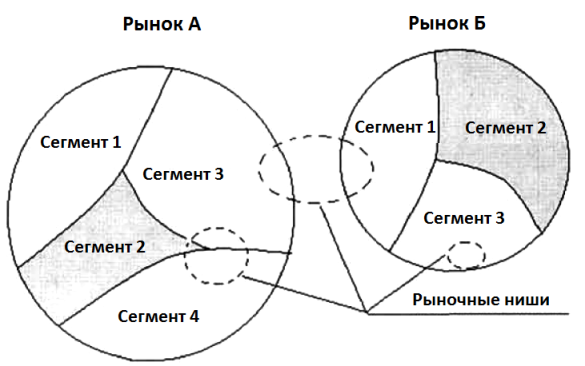 Рынок А
Рынок Б
Сегмент 1
Сегмент 3
Сегмент 2
Сегмент 4
Сегмент 1
Сегмент 2
Сегмент 3
Рыночные ниши